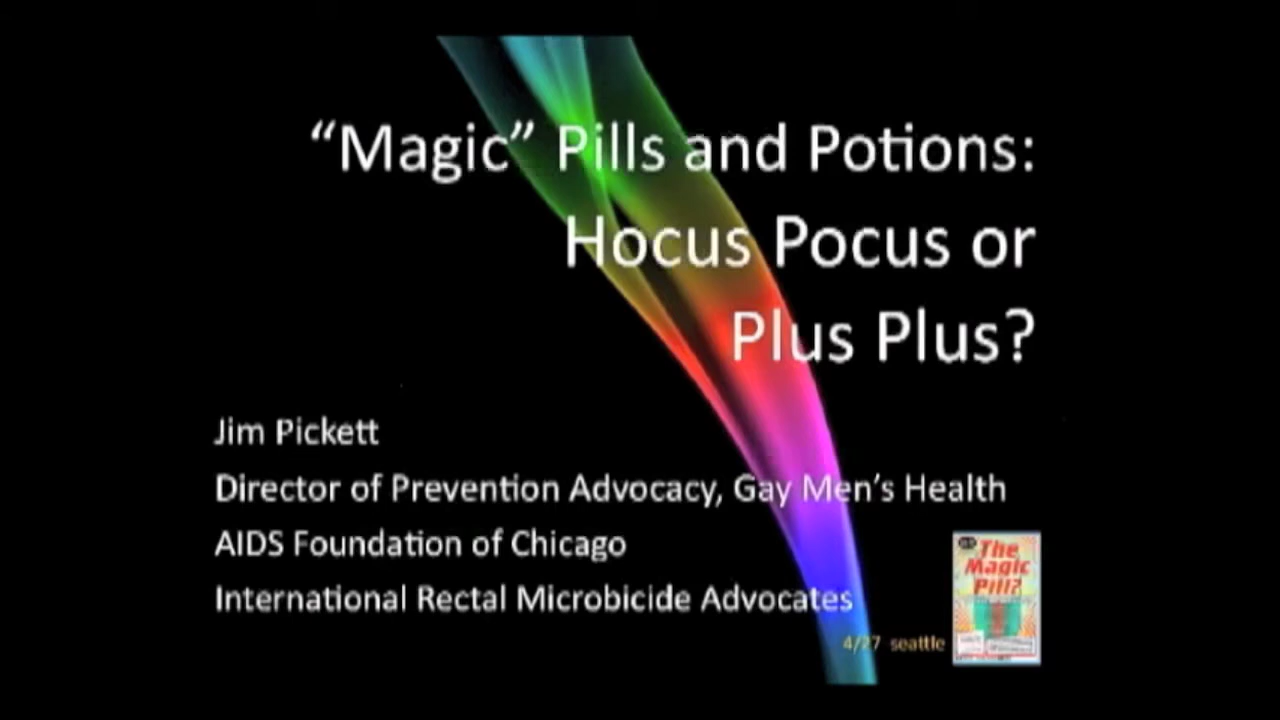 “Magic” Pills and Potions:
Hocus Pocus or
Plus Plus?
Jim Pickett
Director of Prevention Advocacy, Gay Men’s Health
AIDS Foundation of Chicago
International Rectal Microbicide Advocates
4/27 seattle
The
Magic
Pill?